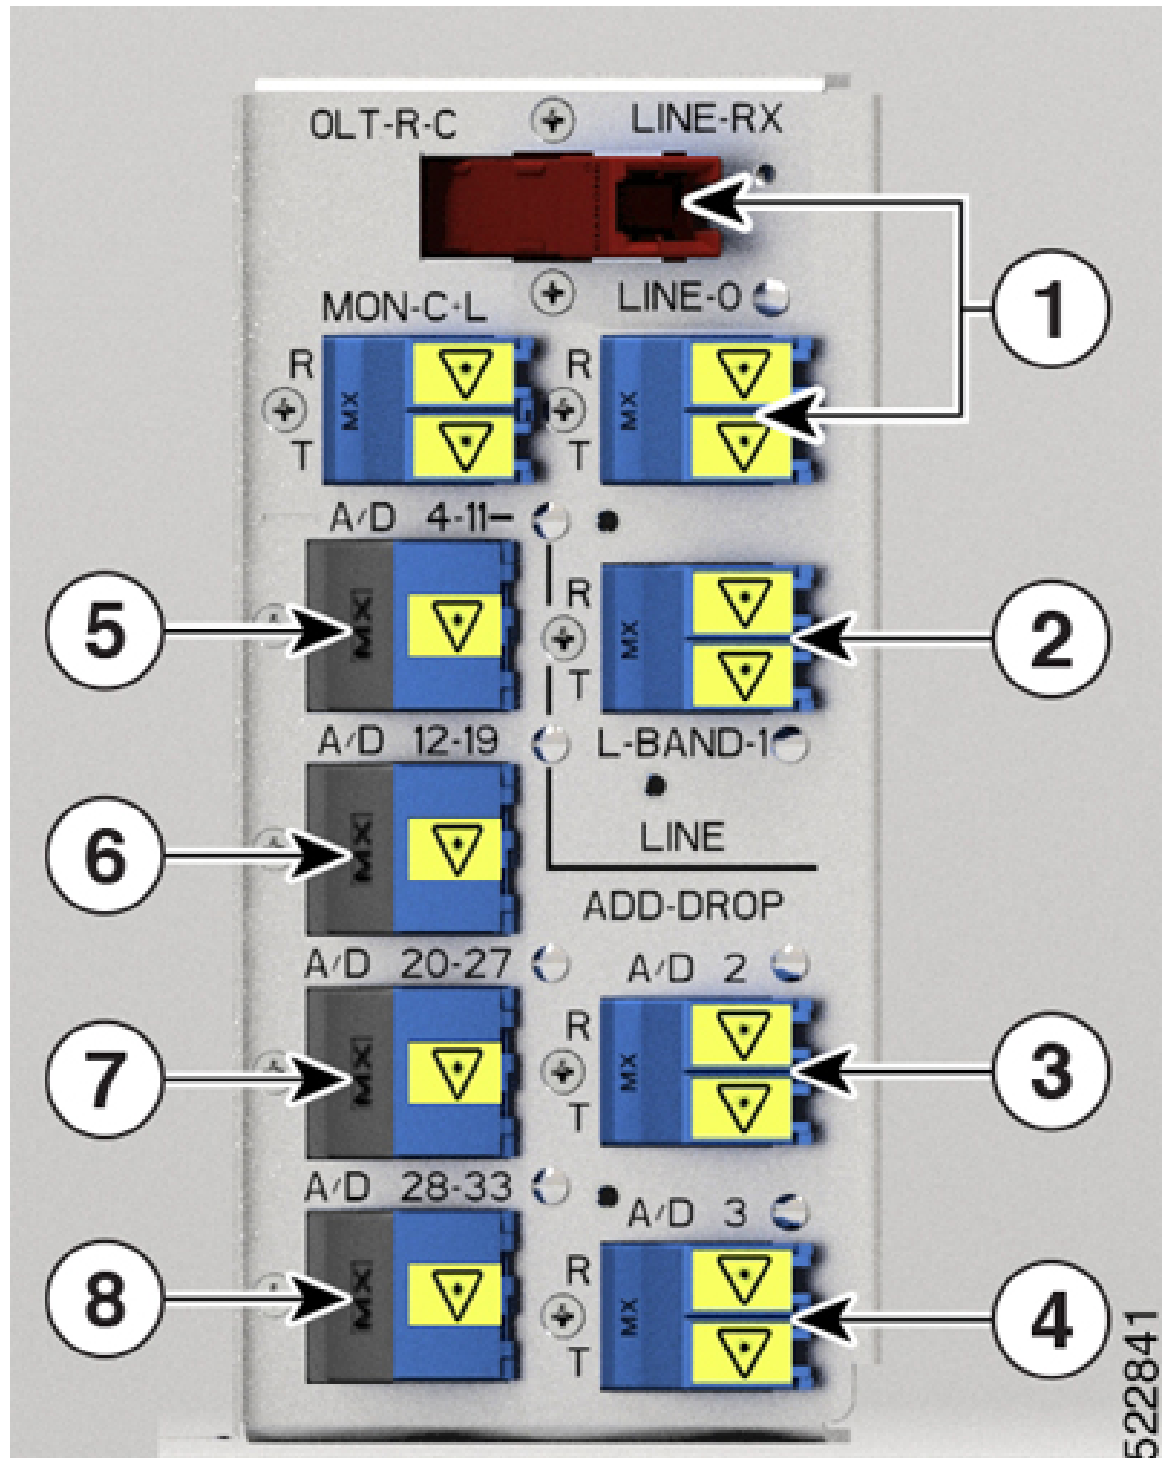 OLT-R-C LINE-RX
1
MON-C+L LINE-0
R R
MX MX
T T
A/D 4-11
5
MX
R
MX
T
2
A/D 12-19 L-BAND-1
6
MX
LINE
ADD-DROP
A/D 20-27 A/D 2
7
MX
R
MX
T
3
A/D 28-33 A/D 3
8
MX
R
MX
T
4
522841